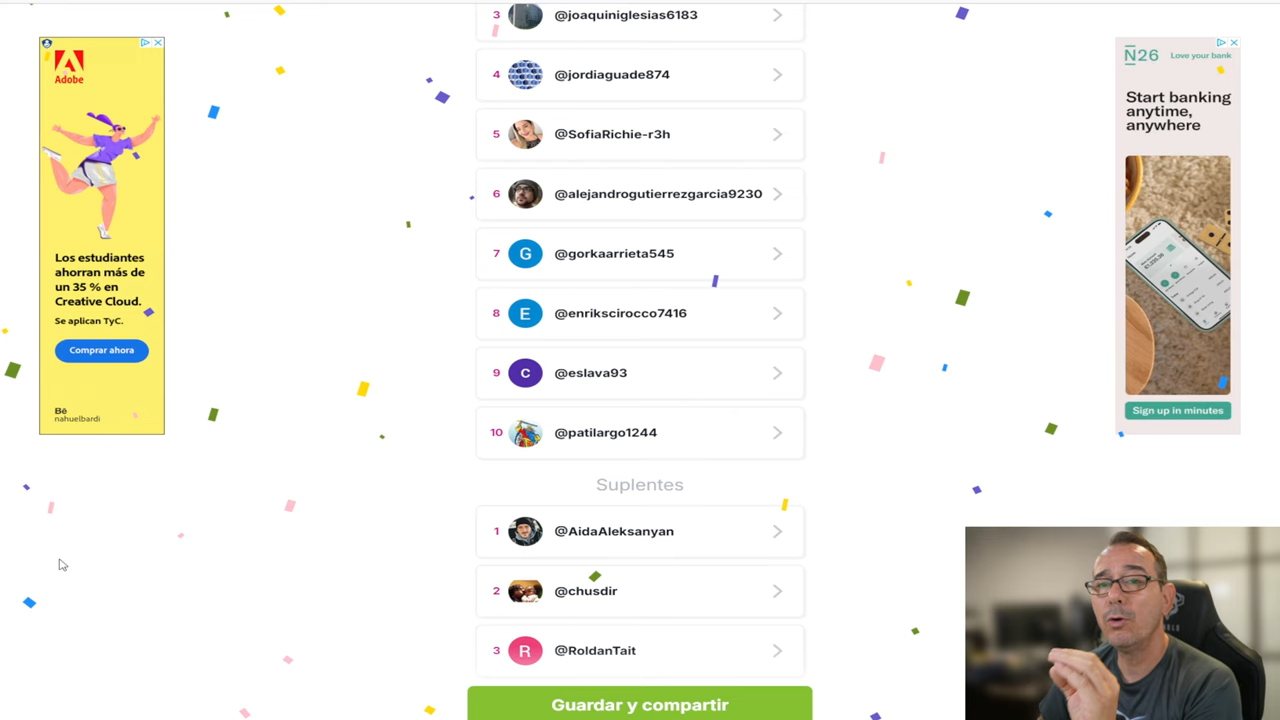 3 @joaquiniglesias6183
4 @jordiaguade874
5 @SofiaRichie-r3h
6 @alejandrogutierrezgarcia9230
7 G @gorkaarrieta545
8 E @enrikscirocco7416
9 C @eslava93
10 @patilargo1244
Suplentes
1 @AidaAleksanyan
2 @chusdir
3 R @RoldanTait
Guardar y compartir
Adobe
Los estudiantes
ahorran más de
un 35 % en
Creative Cloud.
Se aplican TyC.
Comprar ahora
Bē
nahuelbardi
N26 Love your bank
Start banking
anytime,
anywhere
Sign up in minutes